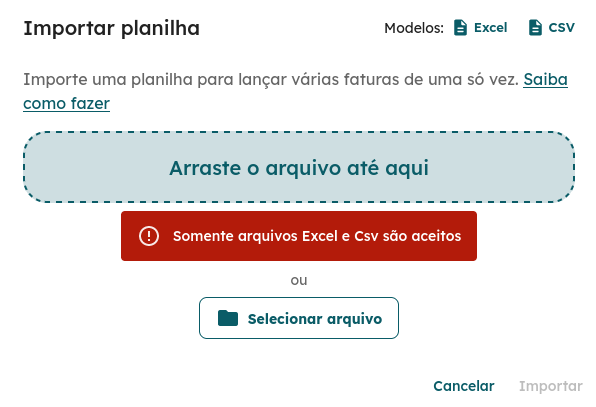 Importar planilha
Modelos: Excel CSV
Importe uma planilha para lançar várias faturas de uma só vez. Saiba
como fazer
Arraste o arquivo até aqui
Somente arquivos Excel e Csv são aceitos
ou
Selecionar arquivo
Cancelar Importar